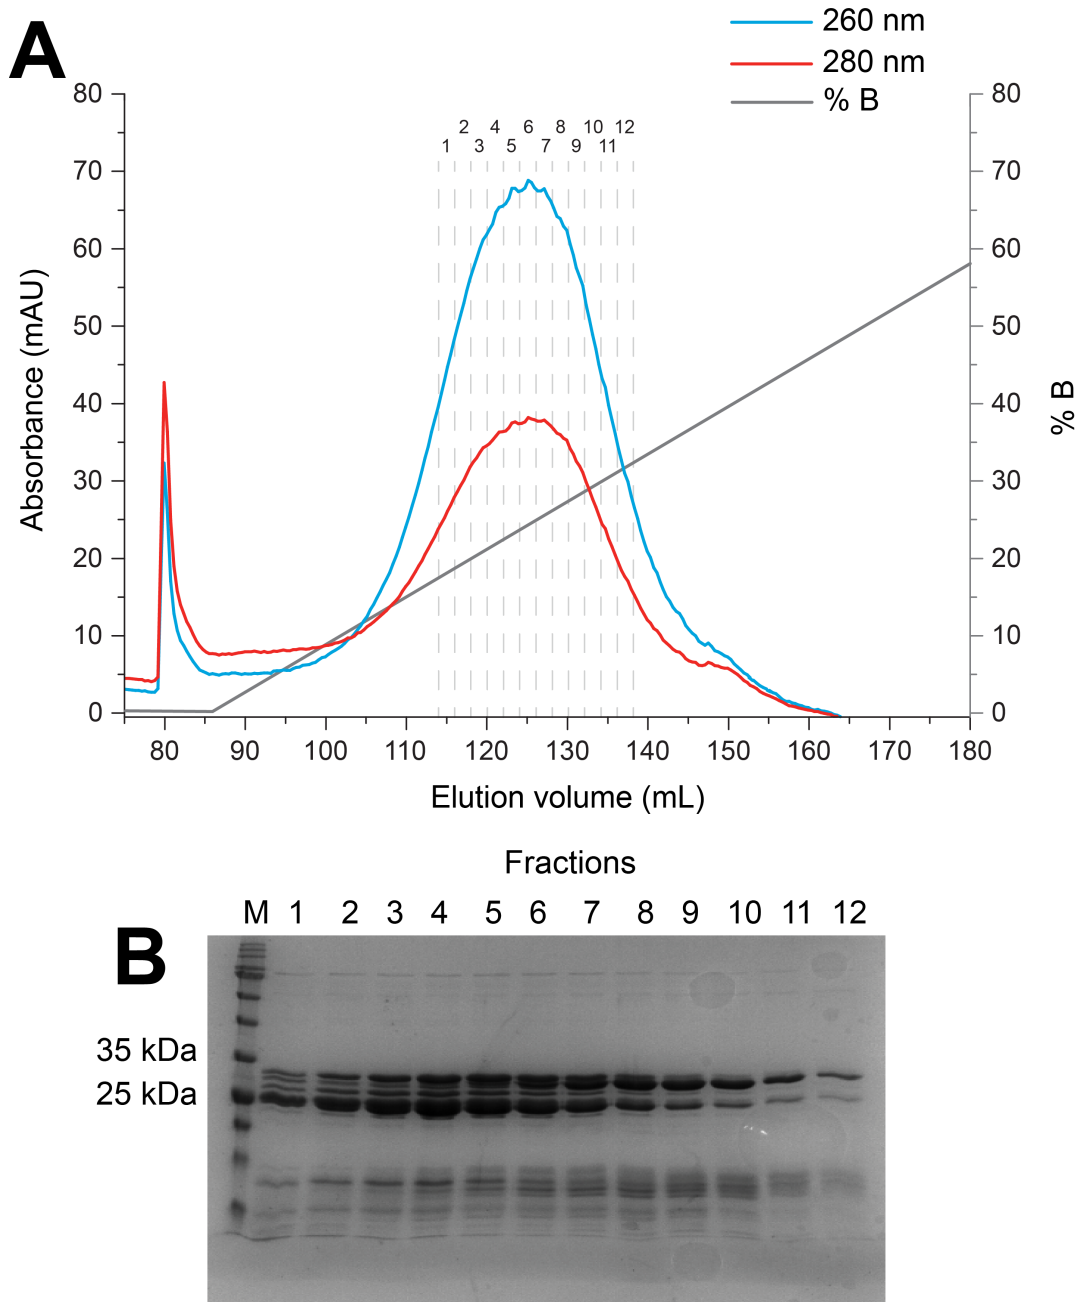 A
260 nm
280 nm
% B
80
70
60
50
40
30
20
10
0
Absorbance (mAU)
2 4 6 8 10 12
1 3 5 7 9 11
80
70
60
50
40
30
20
10
0
% B
80 90 100 110 120 130 140 150 160 170 180
Elution volume (mL)
Fractions
M 1 2 3 4 5 6 7 8 9 10 11 12
B
35 kDa
25 kDa